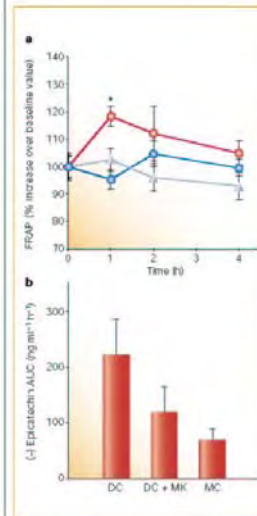 a
FRAP (% increase over baseline value)
140
130
120
110
100
90
80
70
*
0 1 2 3 4
Time (h)
b
(-) Epicatechin AUC (ng ml⁻¹ h⁻¹)
300
200
100
0
DC DC + MK MC